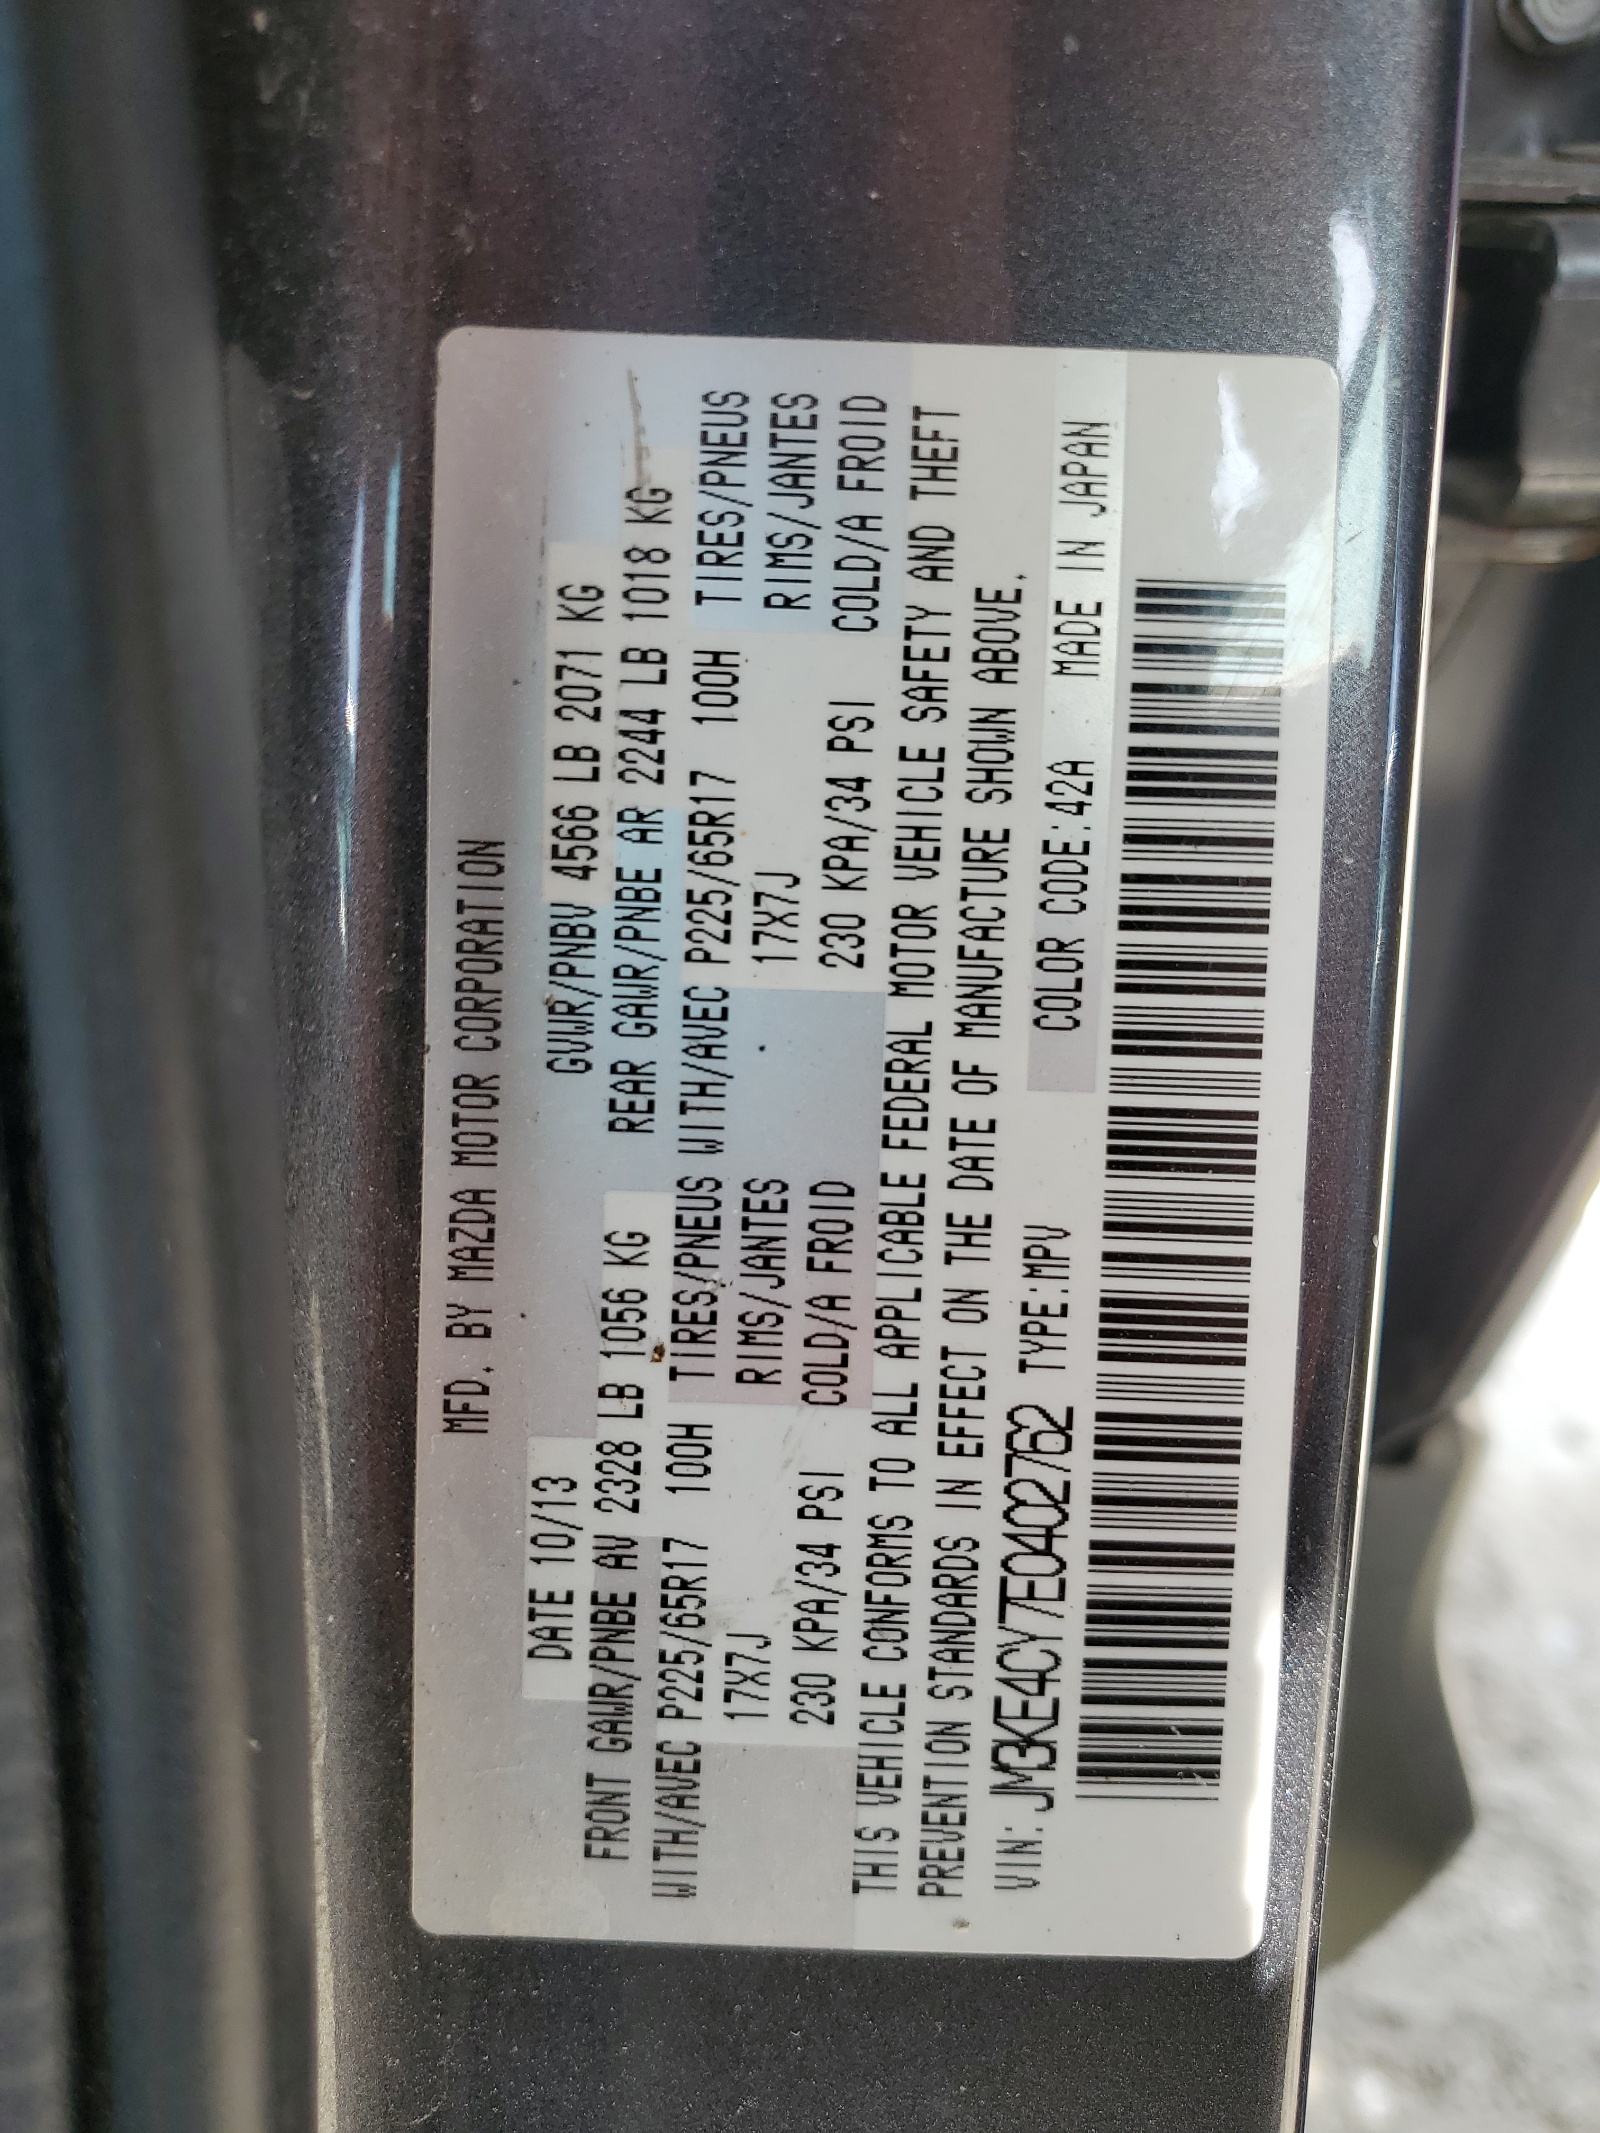 MFD. BY MAZDA MOTOR CORPORATION
DATE 10/13 GVWR/PNBV 4566 LB 2071 KG
FRONT GAWR/PNBE AV 2328 LB 1056 KG REAR GAWR/PNBE AR 2244 LB 1018 KG
WITH/AVEC P225/65R17 100H TIRES/PNEUS WITH/AVEC P225/65R17 100H TIRES/PNEUS
17X7J RIMS/JANTES 17X7J RIMS/JANTES
230 KPA/34 PSI COLD/A FROID 230 KPA/34 PSI COLD/A FROID
THIS VEHICLE CONFORMS TO ALL APPLICABLE FEDERAL MOTOR VEHICLE SAFETY AND THEFT
PREVENTION STANDARDS IN EFFECT ON THE DATE OF MANUFACTURE SHOWN ABOVE.
VIN: JM3KE4CY7E0402762 TYPE:MPV COLOR CODE:42A MADE IN JAPAN